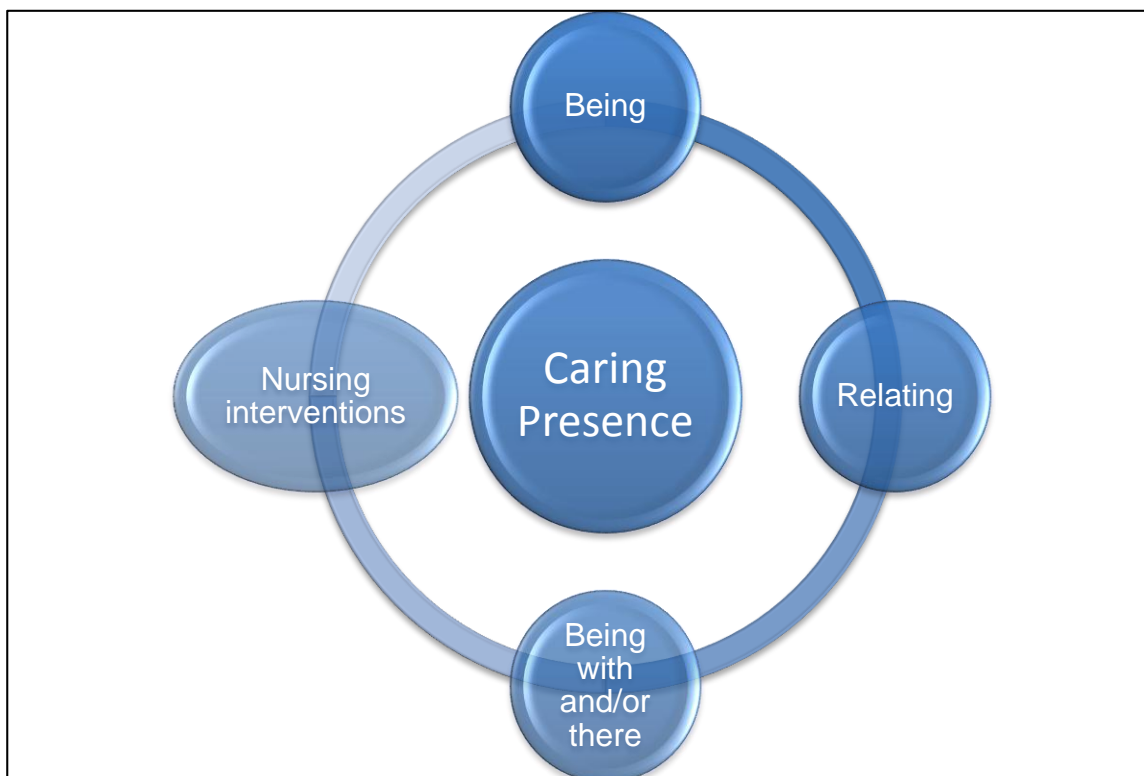 Being
Nursing
interventions
Caring
Presence
Relating
Being
with
and/or
there